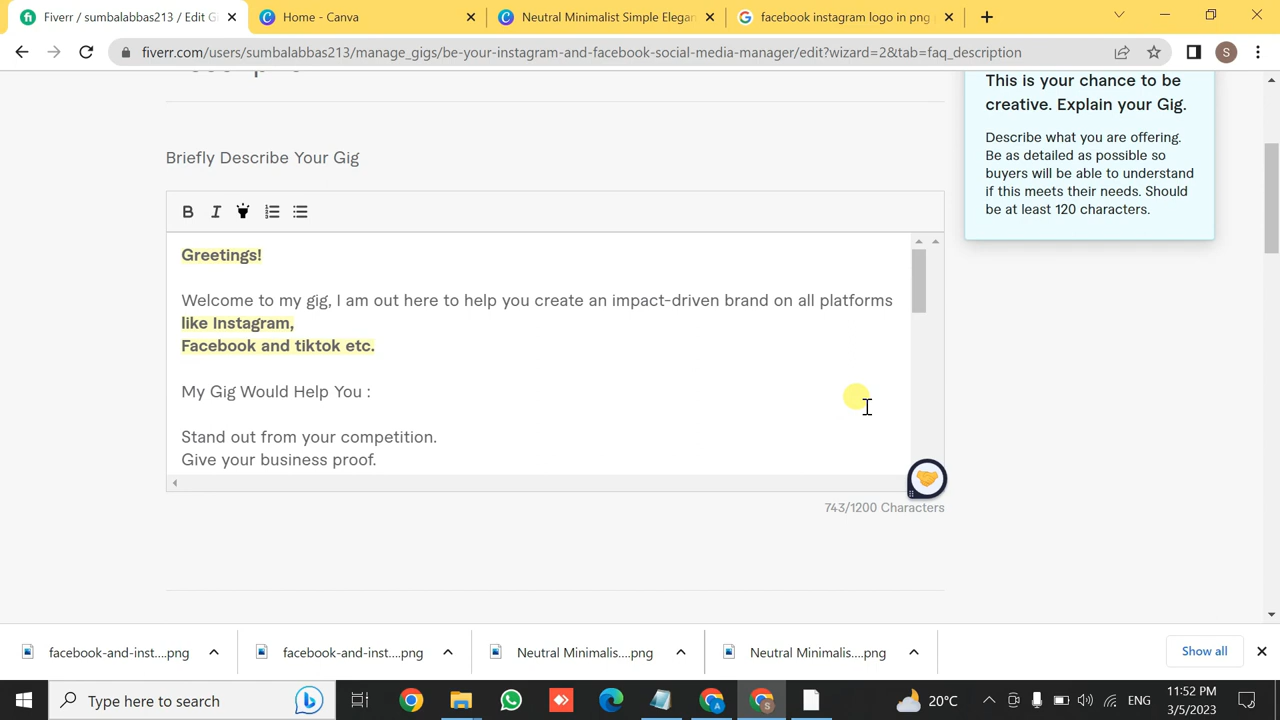 Fiverr / sumbalabbas213 / Edit G
Home - Canva
Neutral Minimalist Simple Elegan
facebook instagram logo in png
fiverr.com/users/sumbalabbas213/manage_gigs/be-your-instagram-and-facebook-social-media-manager/edit?wizard=2&tab=faq_description
S
This is your chance to be
creative. Explain your Gig.
Describe what you are offering.
Be as detailed as possible so
buyers will be able to understand
if this meets their needs. Should
be at least 120 characters.
Briefly Describe Your Gig
B I
Greetings!
Welcome to my gig, I am out here to help you create an impact-driven brand on all platforms
like Instagram,
Facebook and tiktok etc.
My Gig Would Help You :
Stand out from your competition.
Give your business proof.
743/1200 Characters
facebook-and-inst....png
facebook-and-inst....png
Neutral Minimalis....png
Neutral Minimalis....png
Show all
Type here to search
20°C
ENG
11:52 PM
3/5/2023